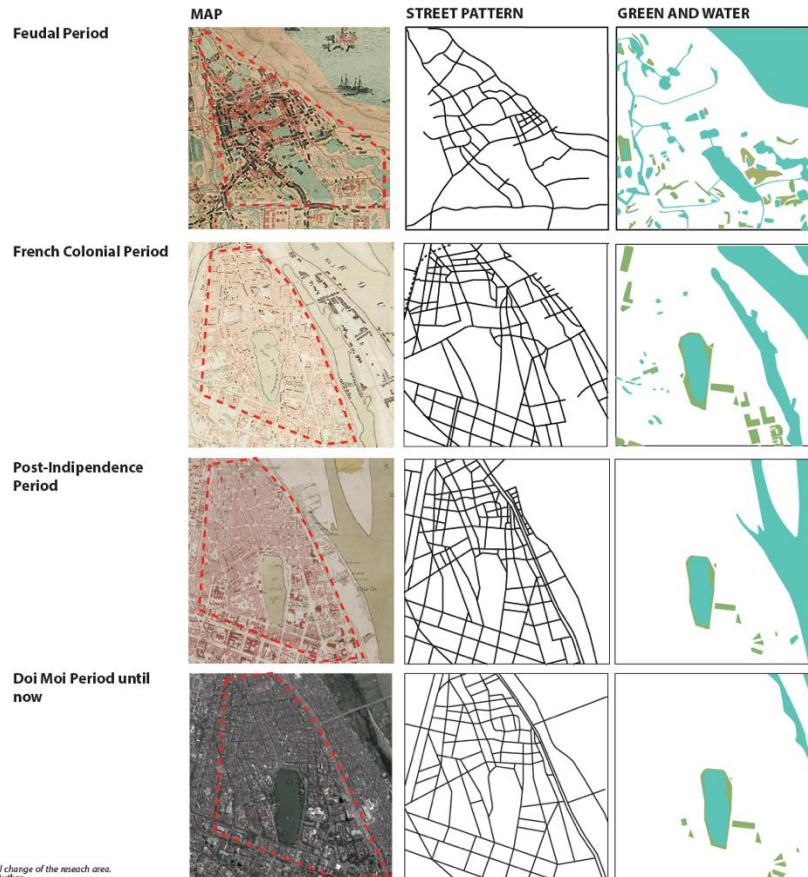 MAP
STREET PATTERN
GREEN AND WATER
Feudal Period
French Colonial Period
Post-Indipendence
Period
Doi Moi Period until
now
l change of the reseach area.